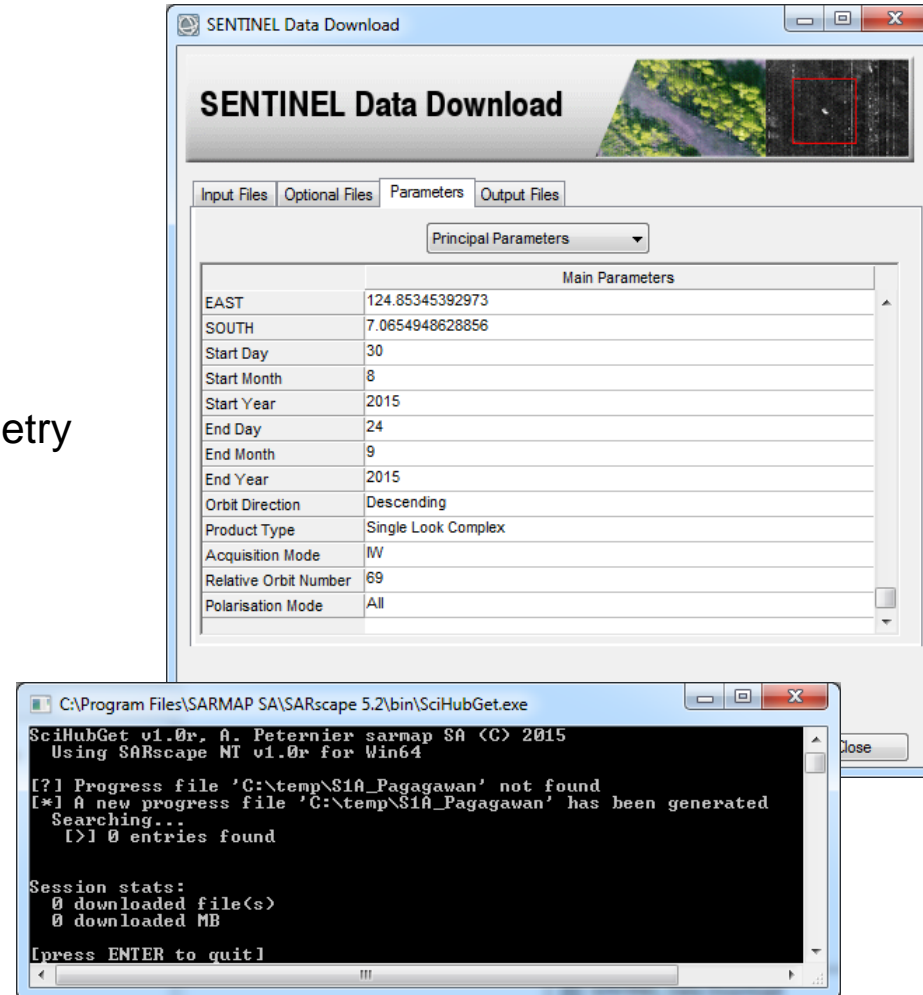 SENTINEL Data Download
SENTINEL Data Download
Input Files Optional Files Parameters Output Files
Principal Parameters
Main Parameters
EAST 124.85345392973
SOUTH 7.0654948628856
Start Day 30
Start Month 8
Start Year 2015
etry
End Day 24
End Month 9
End Year 2015
Orbit Direction Descending
Product Type Single Look Complex
Acquisition Mode IW
Relative Orbit Number 69
Polarisation Mode All
C:\Program Files\SARMAP SA\SARscape 5.2\bin\SciHubGet.exe
SciHubGet v1.0r, A. Peternier sarmap SA (C) 2015
Using SARscape NT v1.0r for Win64
[?] Progress file 'C:\temp\S1A_Pagagawan' not found
[*] A new progress file 'C:\temp\S1A_Pagagawan' has been generated
Searching...
[>] 0 entries found
Session stats:
0 downloaded file(s)
0 downloaded MB
[press ENTER to quit]
Close